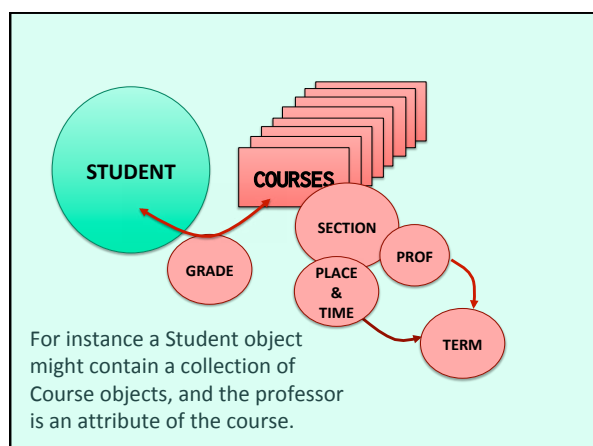 STUDENT
COURSES
SECTION
PROF
GRADE
PLACE
&
TIME
TERM
For instance a Student object
might contain a collection of
Course objects, and the professor
is an attribute of the course.